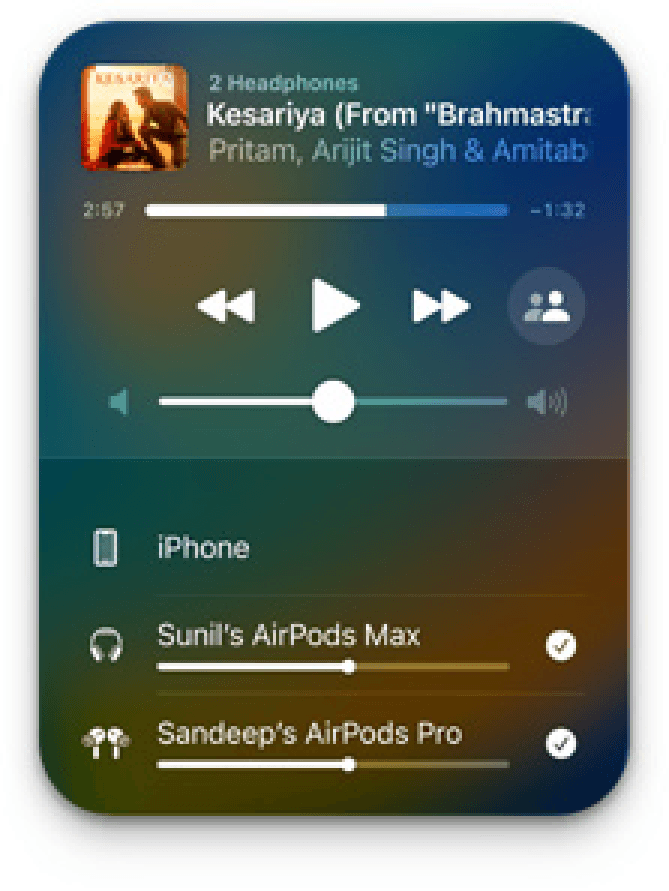 KESARIYA
2 Headphones
Kesariya (From "Brahmastra
Pritam, Arijit Singh & Amitab
2:57
-1:32
iPhone
Sunil's AirPods Max
Sandeep's AirPods Pro